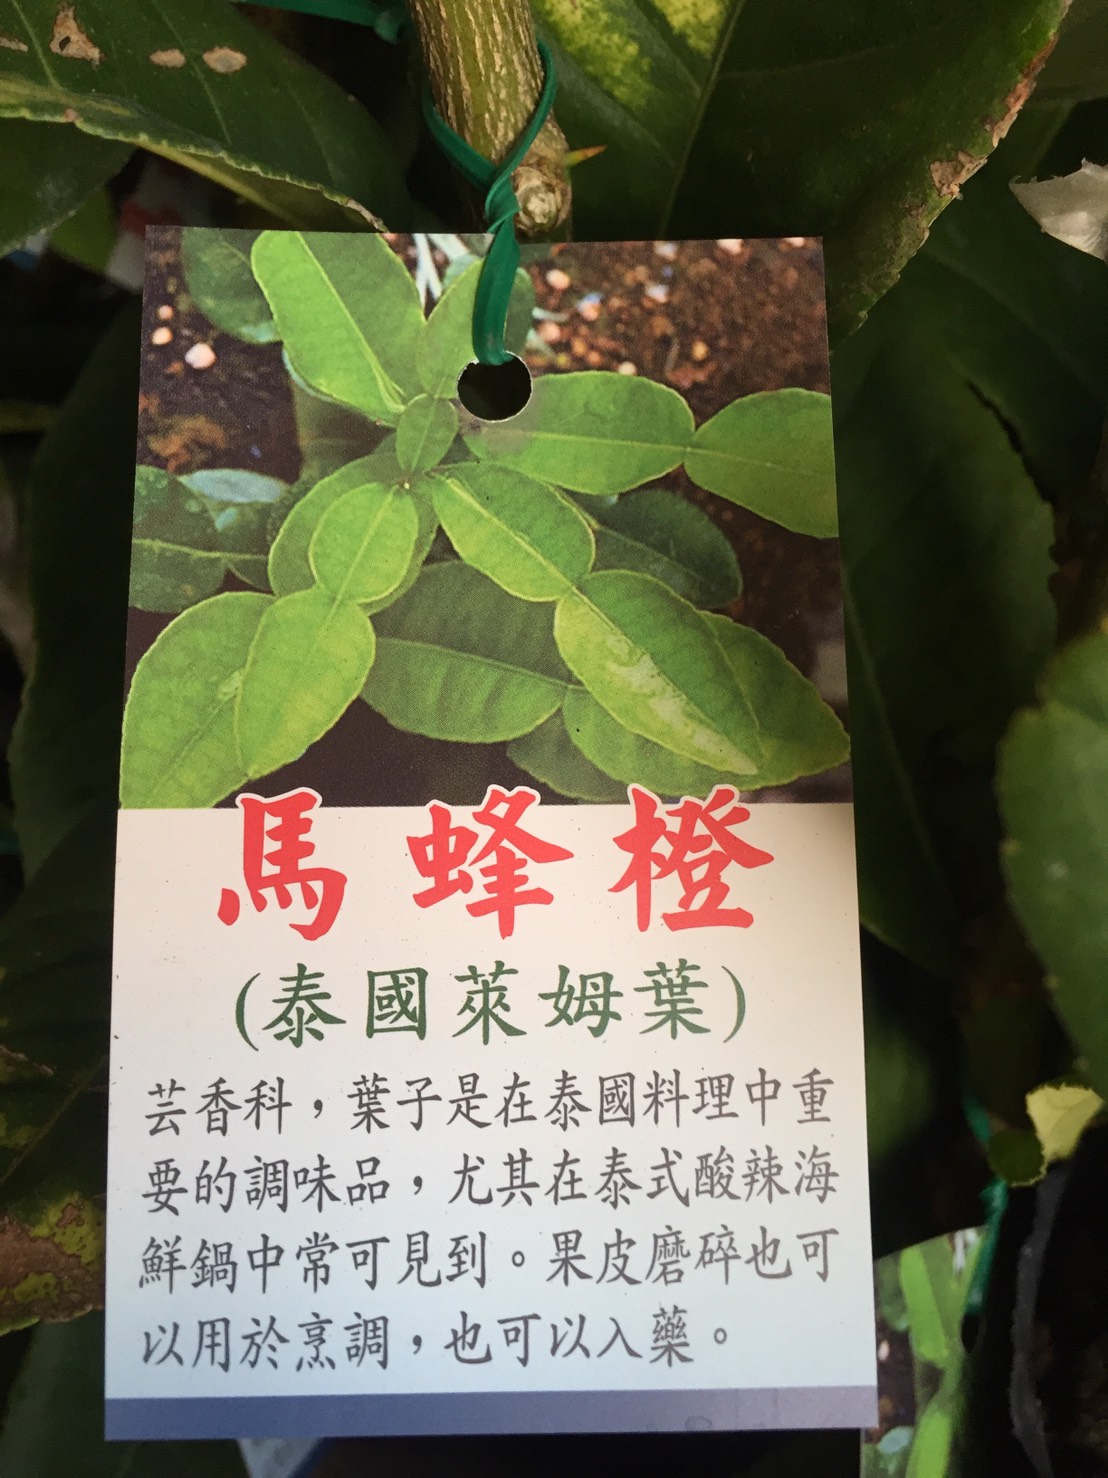 馬蜂橙
(泰國萊姆葉)
芸香科，葉子是在泰國料理中重
要的調味品，尤其在泰式酸辣海
鮮鍋中常可見到。果皮磨碎也可
以用於烹調，也可以入藥。